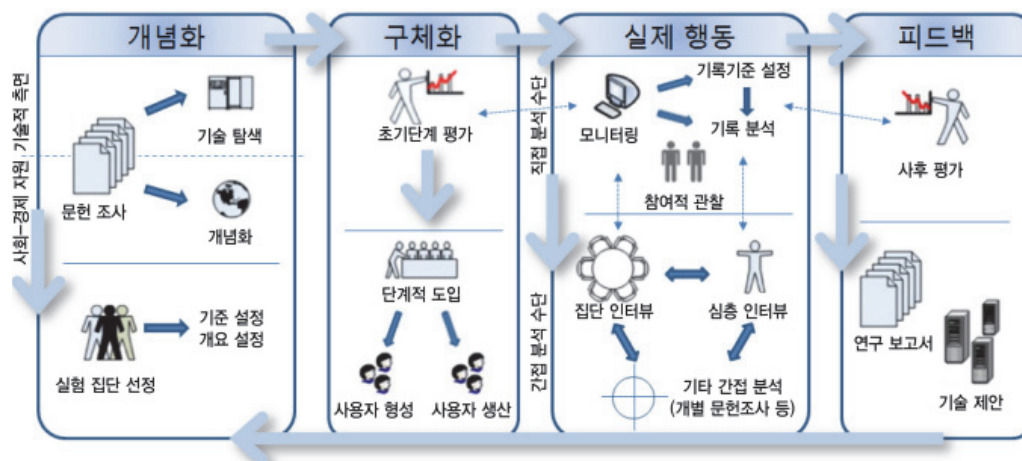 개념화
구체화
실제 행동
피드백
사회-경제 자원 기술적 측면
기술 탐색
문헌 조사
개념화
실험 집단 선정
기준 설정
개요 설정
초기단계 평가
단계적 도입
사용자 형성
사용자 생산
직접 분석 수단
간접 분석 수단
모니터링
기록기준 설정
기록 분석
참여적 관찰
집단 인터뷰
심층 인터뷰
기타 간접 분석
(개별 문헌조사 등)
사후 평가
연구 보고서
기술 제안